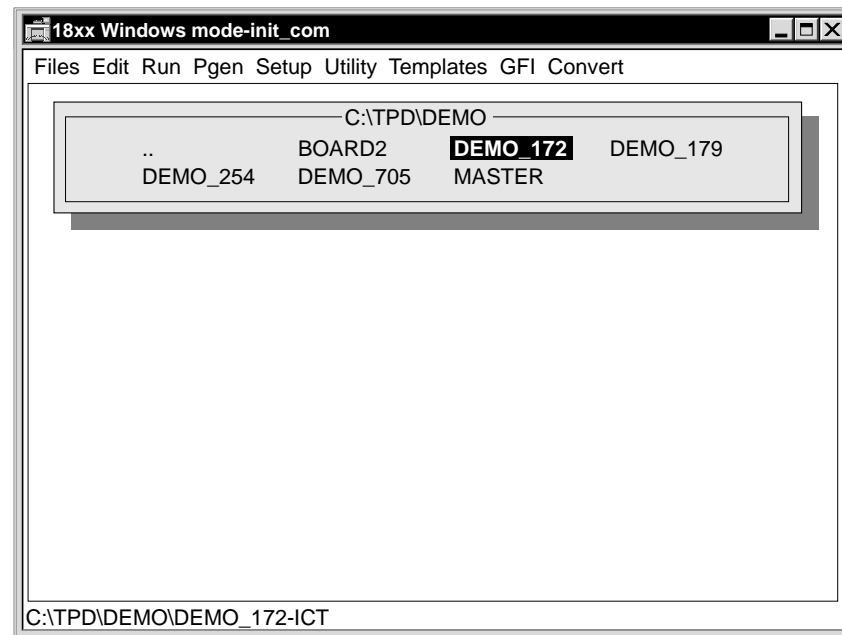 18xx Windows mode-init_com
Files Edit Run Pgen Setup Utility Templates GFI Convert
C:\TPD\DEMO
.. BOARD2 DEMO_172 DEMO_179
DEMO_254 DEMO_705 MASTER
C:\TPD\DEMO\DEMO_172-ICT